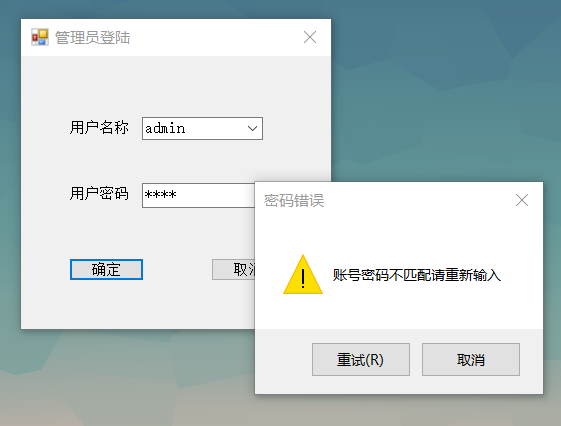 管理员登陆
用户名称 admin
用户密码 ****
确定 取消
密码错误
账号密码不匹配请重新输入
重试(R) 取消